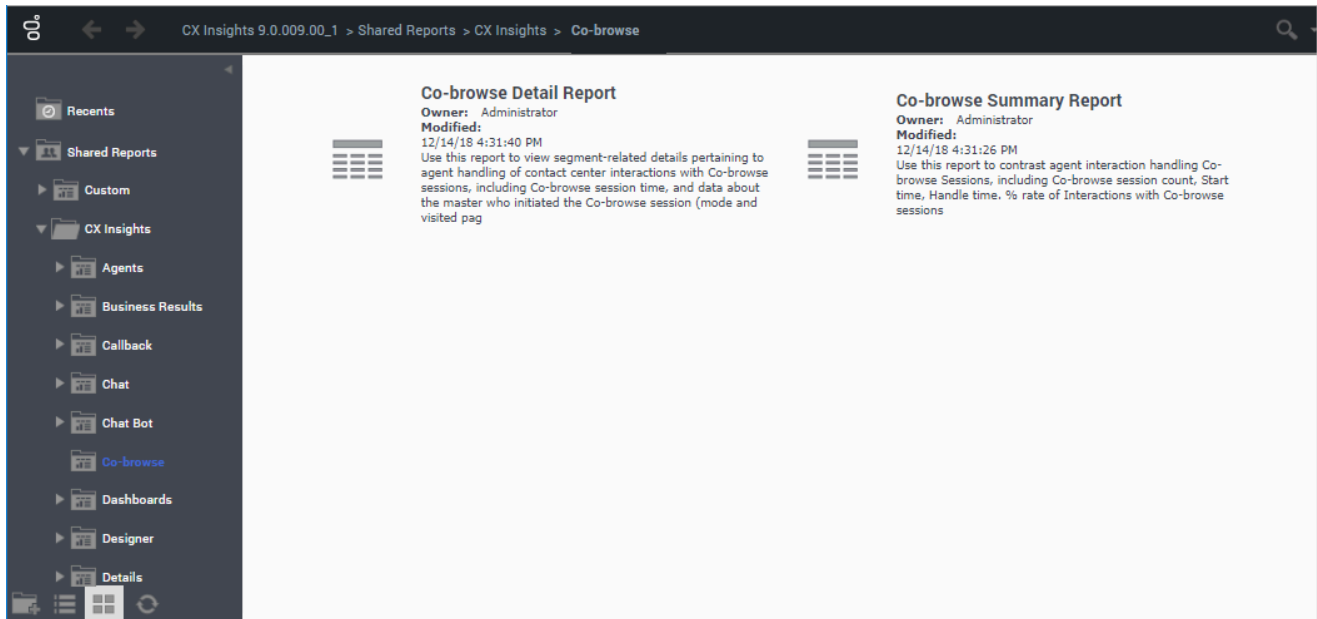 CX Insights 9.0.009.00_1 > Shared Reports > CX Insights > Co-browse
Recents
Shared Reports
Custom
CX Insights
Agents
Business Results
Callback
Chat
Chat Bot
Co-browse
Dashboards
Designer
Details
Co-browse Detail Report
Owner: Administrator
Modified:
12/14/18 4:31:40 PM
Use this report to view segment-related details pertaining to
agent handling of contact center interactions with Co-browse
sessions, including Co-browse session time, and data about
the master who initiated the Co-browse session (mode and
visited pag
Co-browse Summary Report
Owner: Administrator
Modified:
12/14/18 4:31:26 PM
Use this report to contrast agent interaction handling Co-
browse Sessions, including Co-browse session count, Start
time, Handle time. % rate of Interactions with Co-browse
sessions